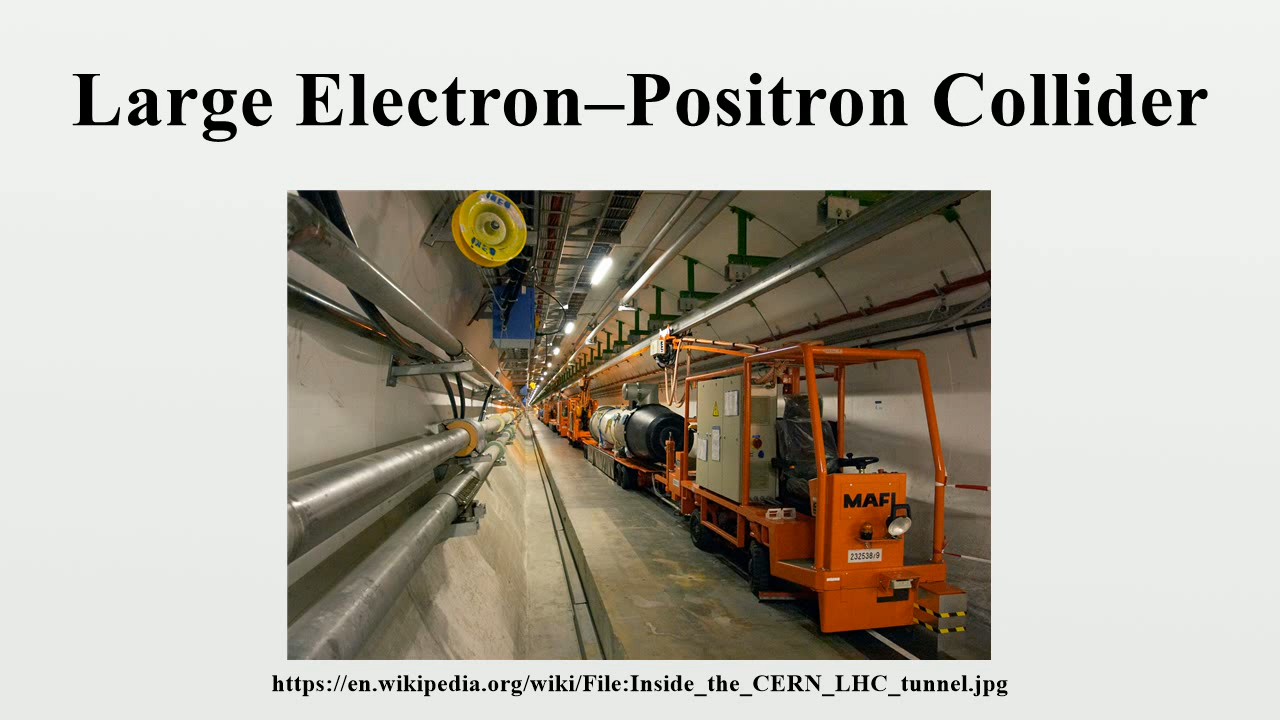 Large Electron–Positron Collider
MAFI
232538/9
https://en.wikipedia.org/wiki/File:Inside_the_CERN_LHC_tunnel.jpg